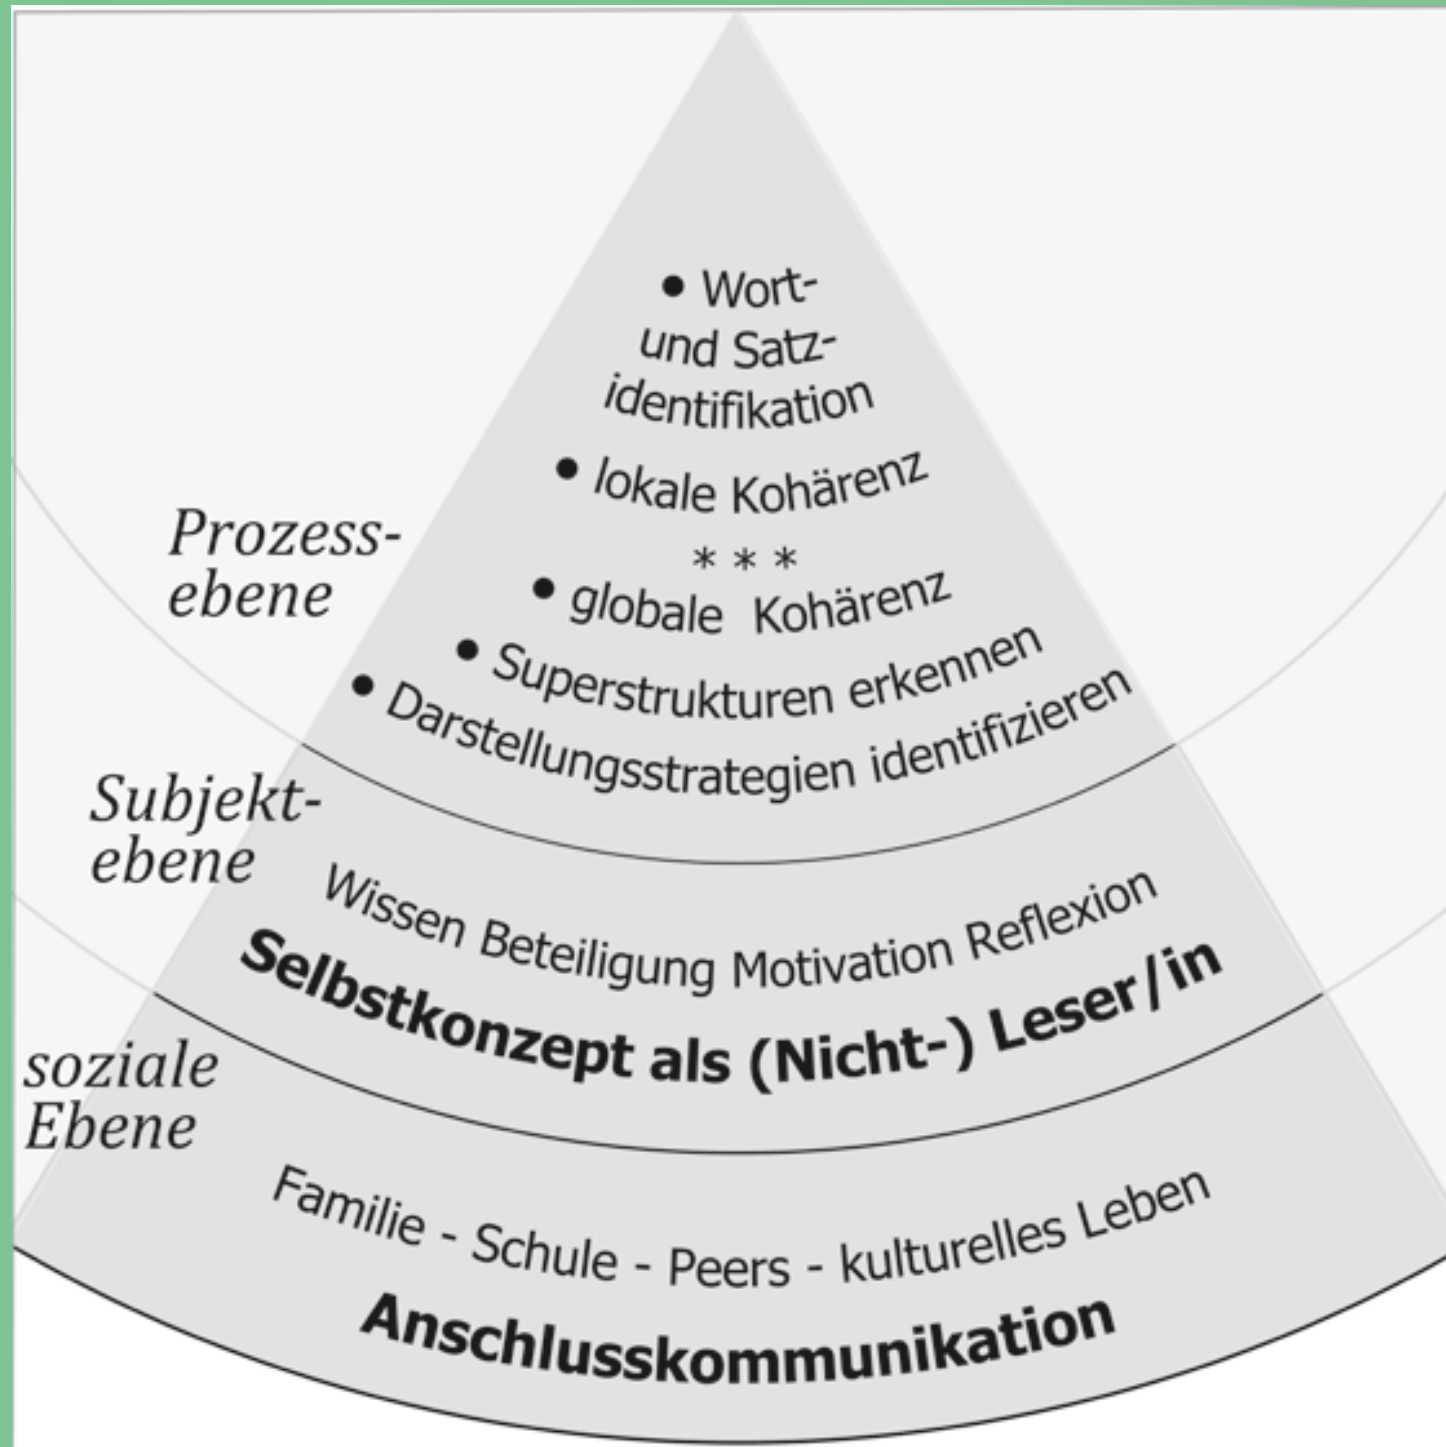 • Wort-
und Satz-
identifikation
• lokale Kohärenz
* * *
• globale Kohärenz
• Superstrukturen erkennen
• Darstellungsstrategien identifizieren
Prozess-
ebene
Subjekt-
ebene
Wissen Beteiligung Motivation Reflexion
Selbstkonzept als (Nicht-) Leser/in
soziale
Ebene
Familie - Schule - Peers - kulturelles Leben
Anschlusskommunikation